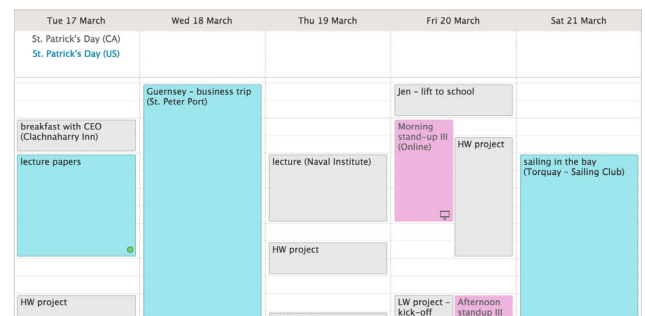 Tue 17 March
Wed 18 March
Thu 19 March
Fri 20 March
Sat 21 March
St. Patrick's Day (CA)
St. Patrick's Day (US)
breakfast with CEO
(Clachnaharry Inn)
lecture papers
HW project
Guernsey – business trip
(St. Peter Port)
lecture (Naval Institute)
HW project
Jen – lift to school
Morning
stand-up III
(Online)
HW project
LW project –
kick-off
Afternoon
standup III
sailing in the bay
(Torquay – Sailing Club)